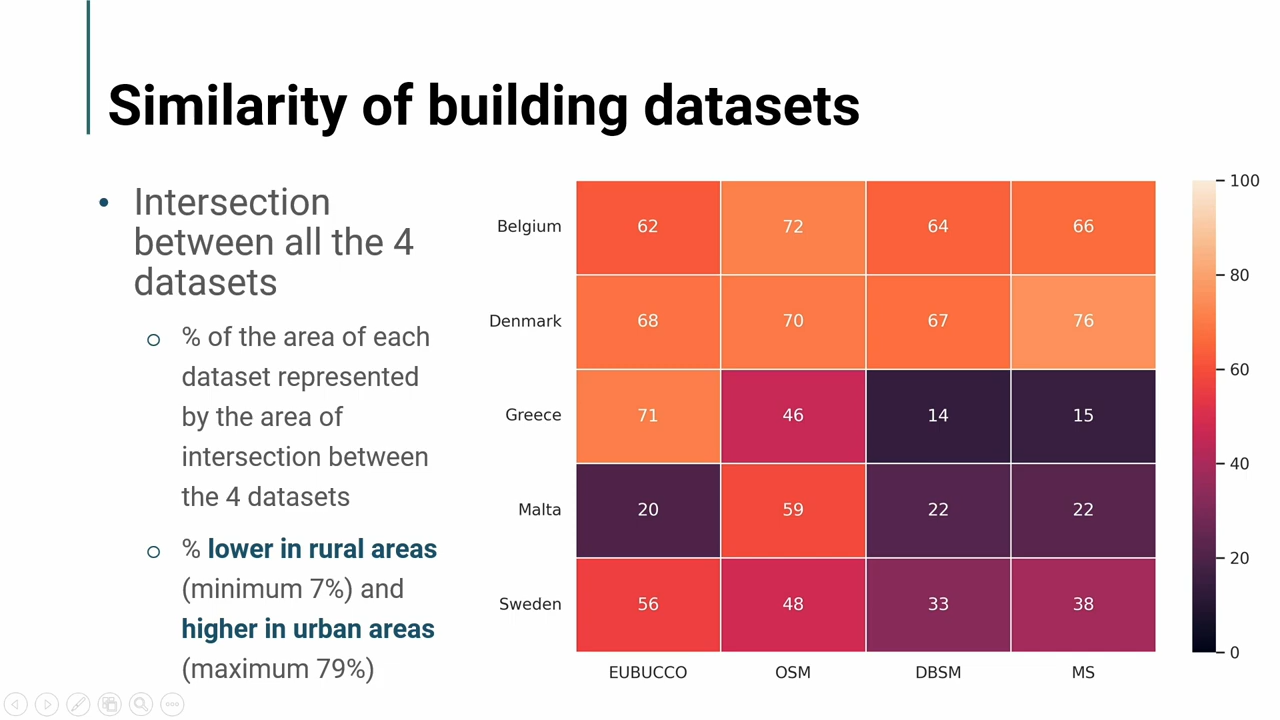 Similarity of building datasets
• Intersection
between all the 4
datasets
o % of the area of each
dataset represented
by the area of
intersection between
the 4 datasets
o % lower in rural areas
(minimum 7%) and
higher in urban areas
(maximum 79%)
Belgium 62 72 64 66
Denmark 68 70 67 76
Greece 71 46 14 15
Malta 20 59 22 22
Sweden 56 48 33 38
EUBUCCO OSM DBSM MS
100
80
60
40
20
0